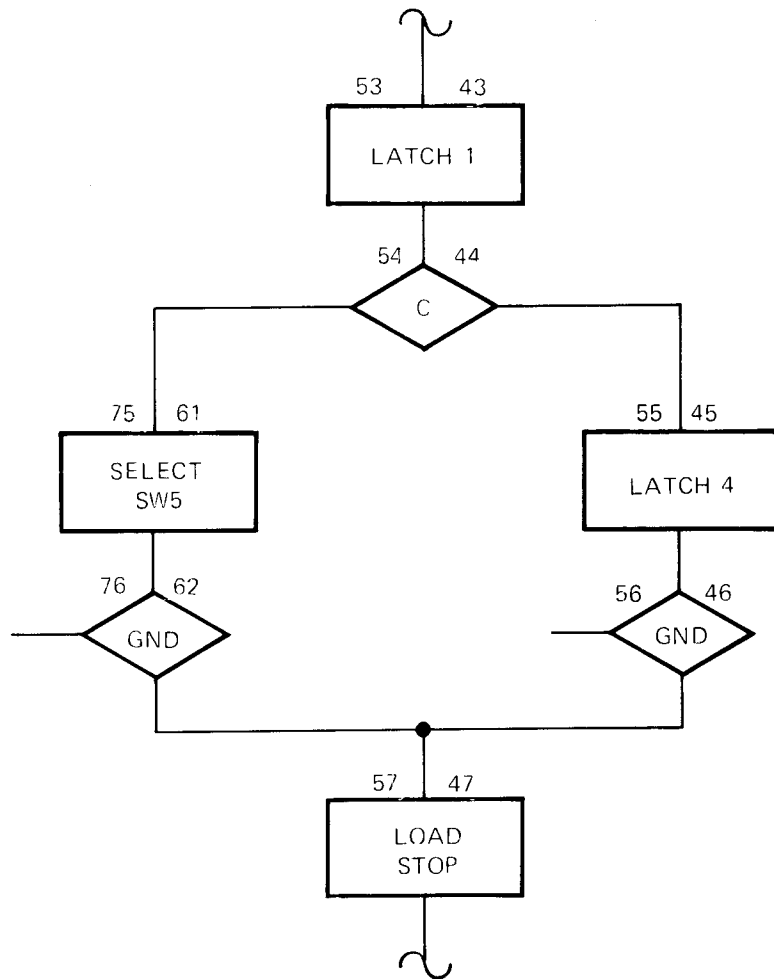 53 43
LATCH 1
54 44
C
75 61
SELECT
SW5
55 45
LATCH 4
76 62
GND
56 46
GND
57 47
LOAD
STOP